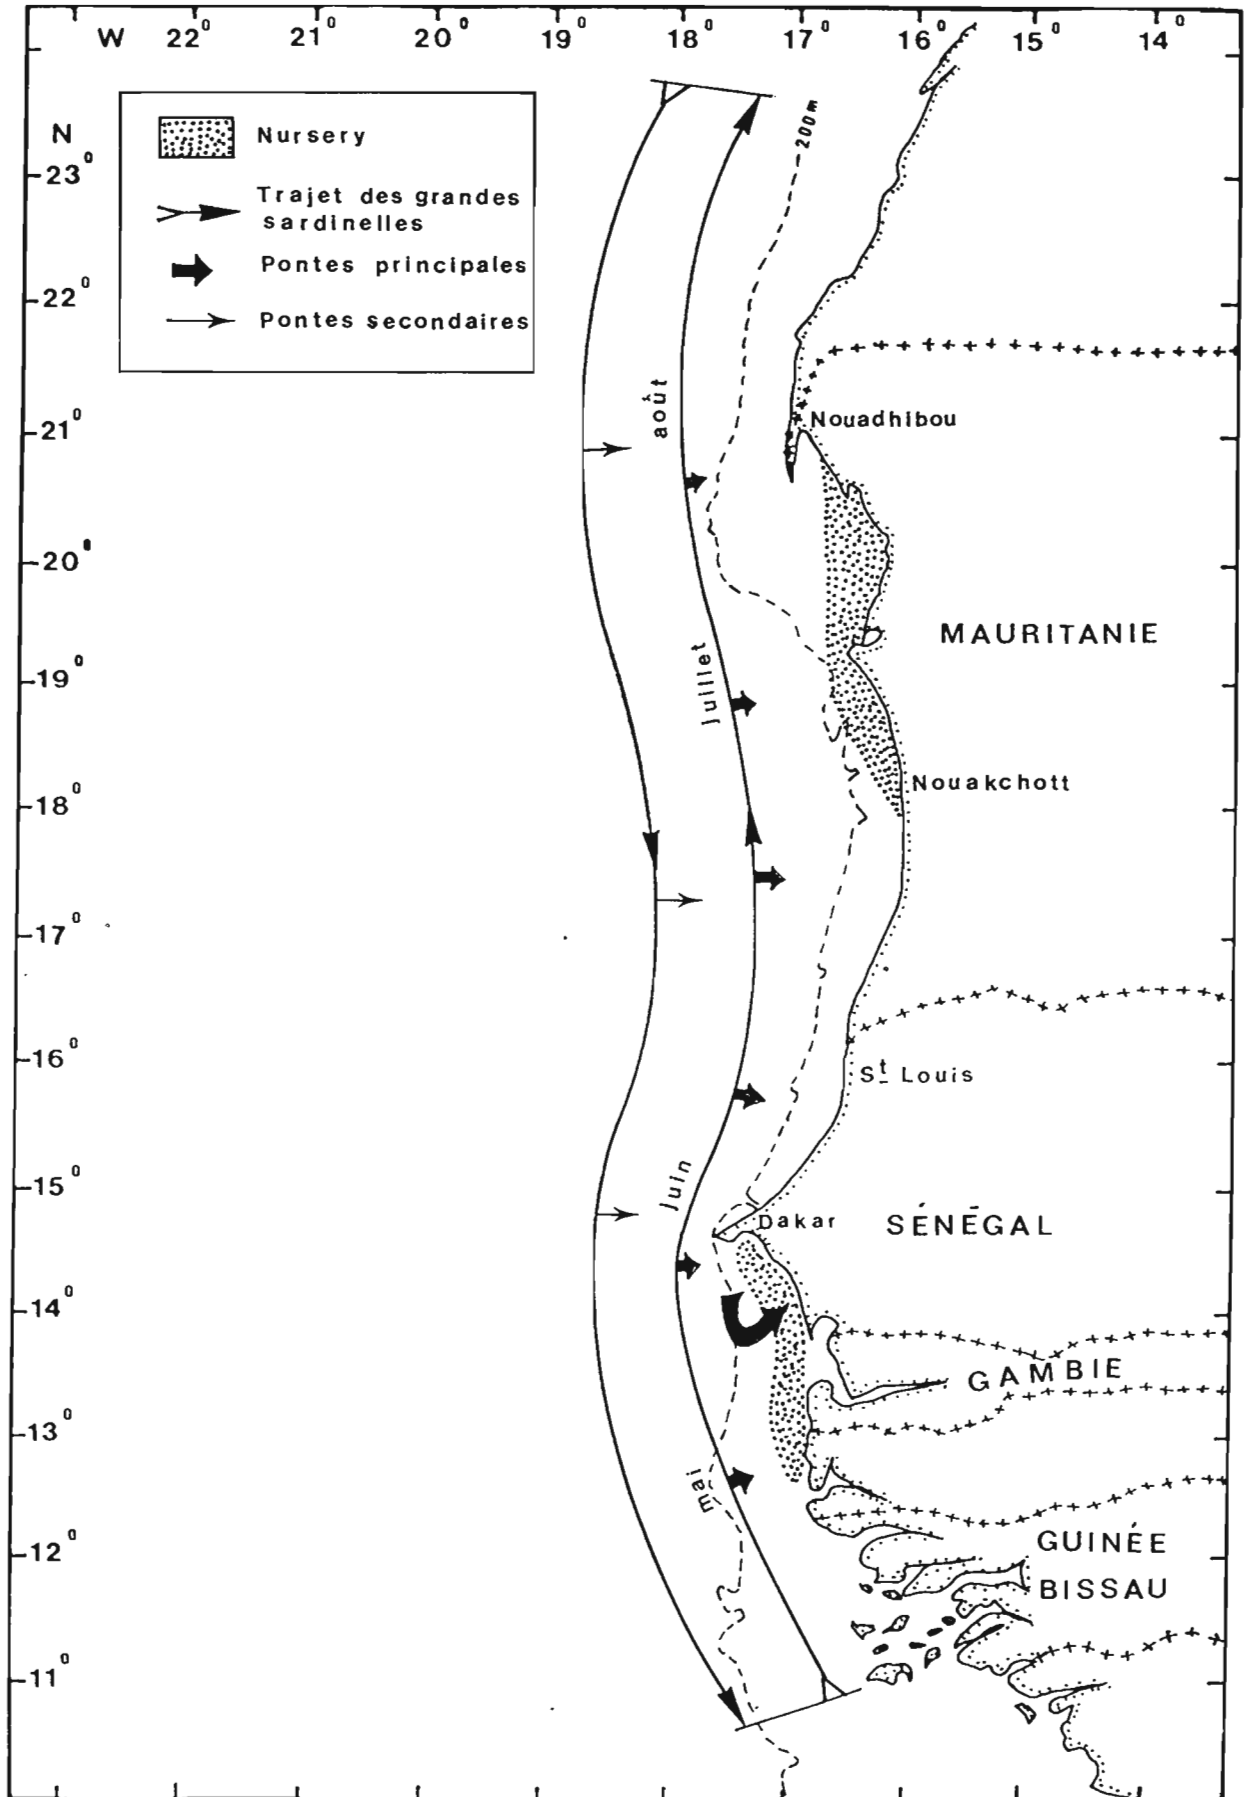 W 22° 21° 20° 19° 18° 17° 16° 15° 14°
N
Nursery
Trajet des grandes
sardinelles
Pontes principales
Pontes secondaires
200m
23°
22°
21°
20°
19°
18°
17°
16°
15°
14°
13°
12°
11°
août
Nouadhibou
MAURITANIE
Juillet
Nouakchott
St Louis
Juin
Dakar
SÉNÉGAL
GAMBIE
mai
GUINÉE
BISSAU